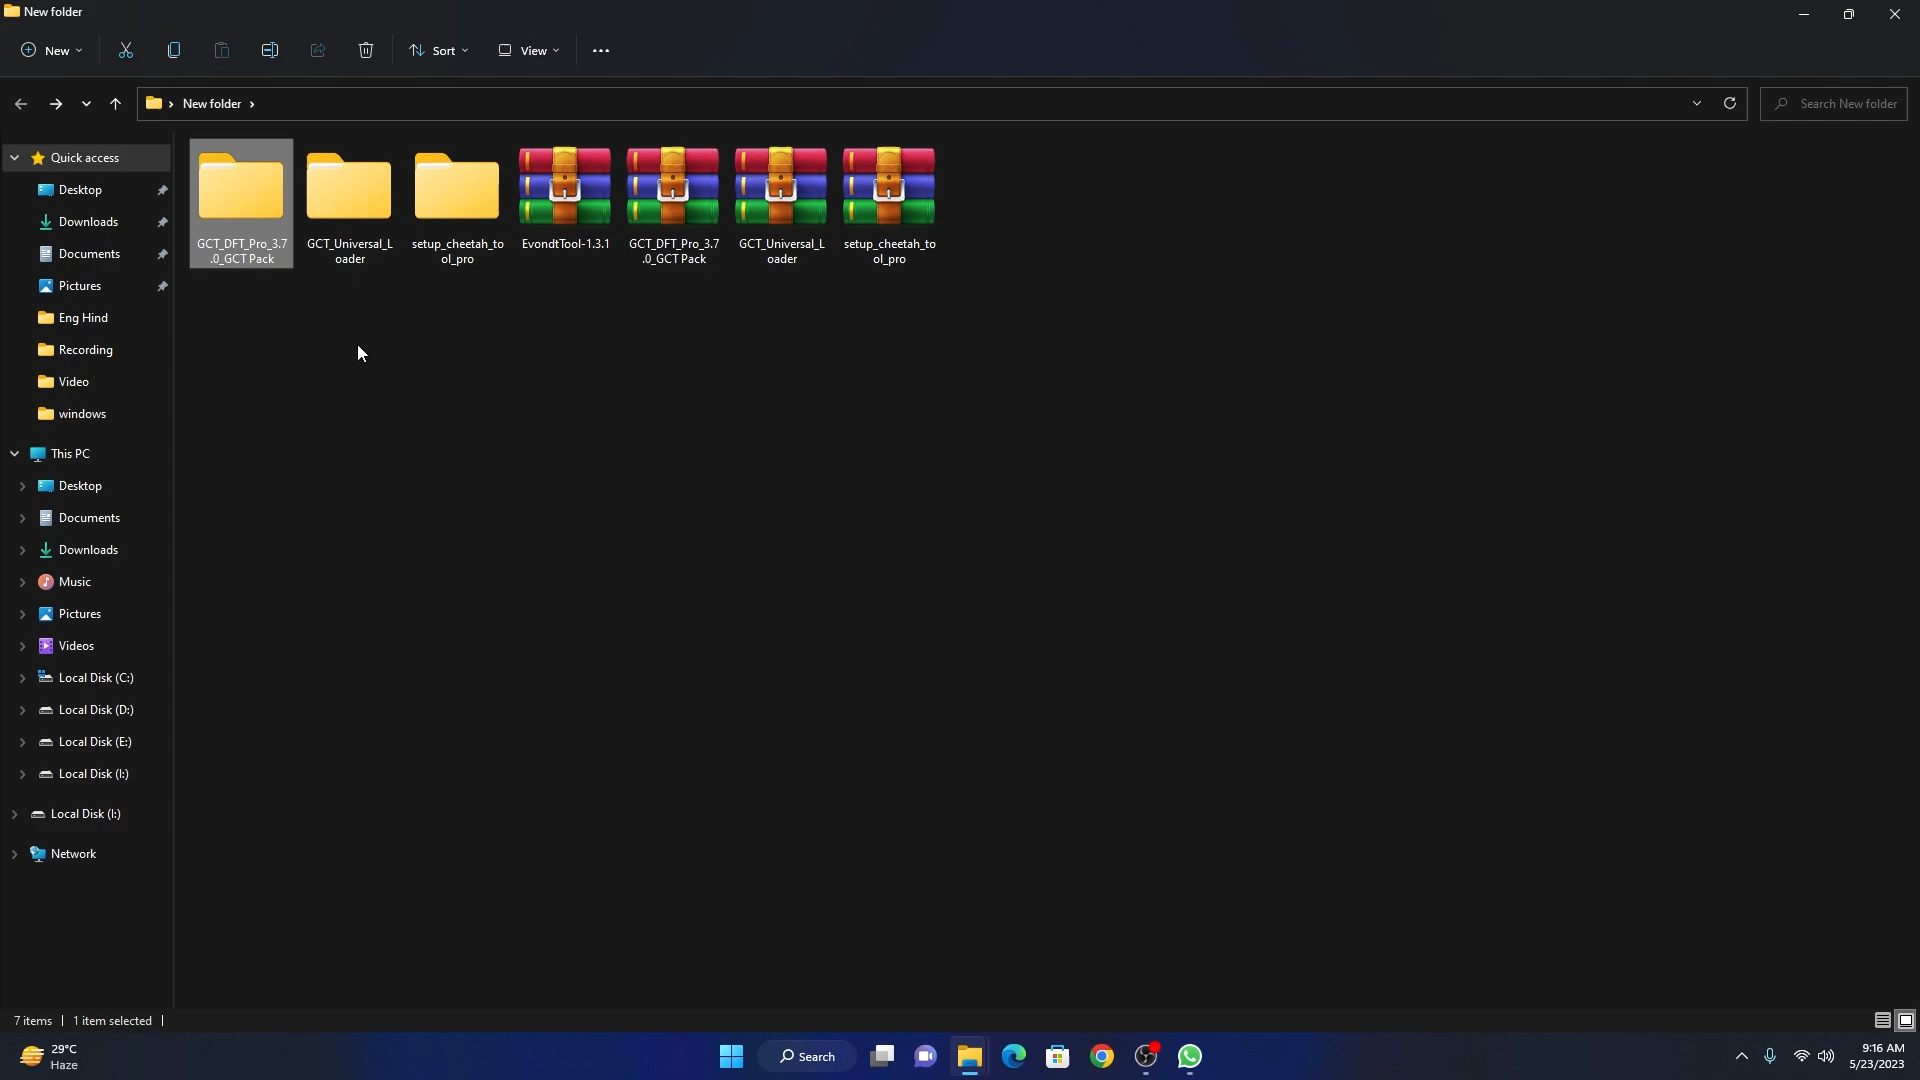 New folder
New
Sort
View
New folder
Search New folder
Quick access
Desktop
Downloads
Documents
Pictures
Eng Hind
Recording
Video
windows
This PC
Desktop
Documents
Downloads
Music
Pictures
Videos
Local Disk (C:)
Local Disk (D:)
Local Disk (E:)
Local Disk (I:)
Local Disk (I:)
Network
GCT_DFT_Pro_3.7
.0_GCT Pack
GCT_Universal_L
oader
setup_cheetah_to
ol_pro
EvondtTool-1.3.1
GCT_DFT_Pro_3.7
.0_GCT Pack
GCT_Universal_L
oader
setup_cheetah_to
ol_pro
7 items
1 item selected
29°C
Haze
Search
9:16 AM
5/23/2023